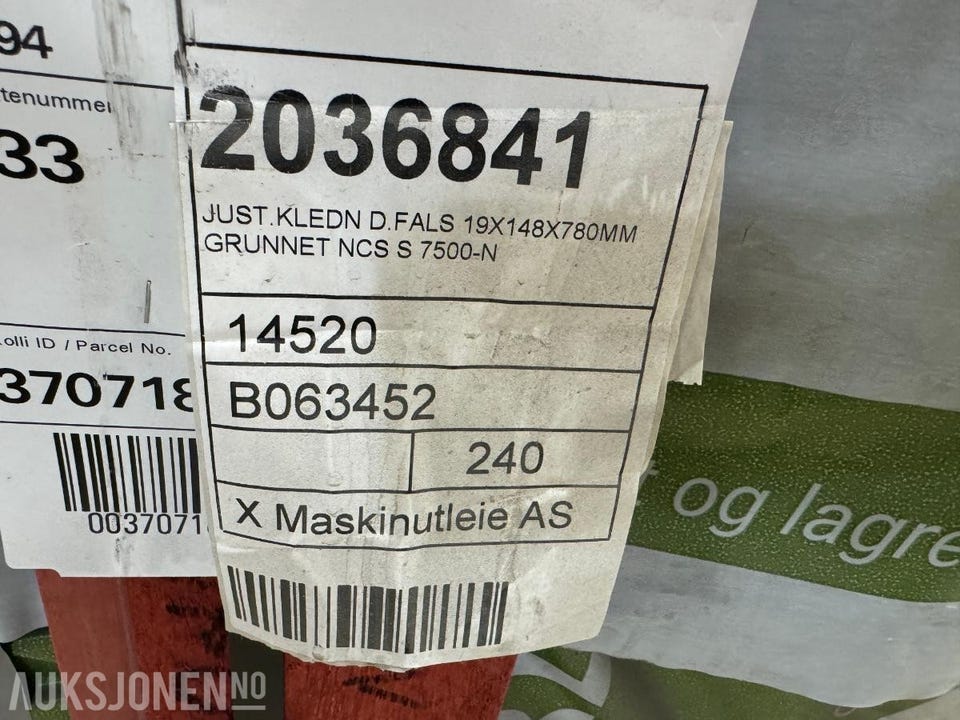 94
tenummer
33
olli ID / Parcel No.
370718
0037071
2036841
JUST.KLEDN D.FALS 19X148X780MM
GRUNNET NCS S 7500-N
14520
B063452
240
X Maskinutleie AS
og lagre
AUKSJONEN NO